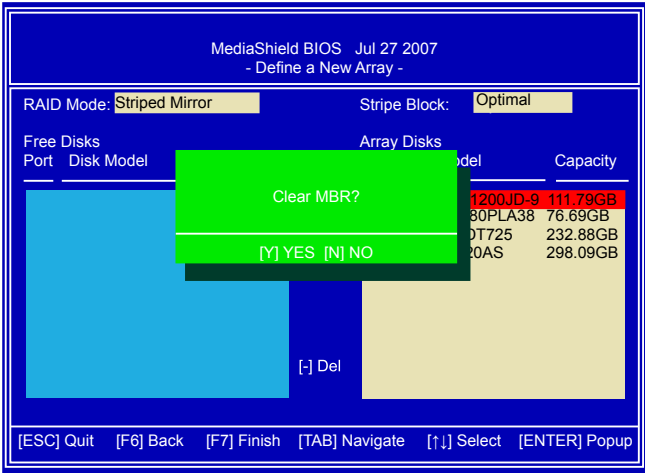 MediaShield BIOS Jul 27 2007
- Define a New Array -
RAID Mode: Striped Mirror Stripe Block: Optimal
Free Disks Array Disks
Port Disk Model odel Capacity
Clear MBR?
[Y] YES [N] NO
1200JD-9 111.79GB
80PLA38 76.69GB
DT725 232.88GB
20AS 298.09GB
[-] Del
[ESC] Quit [F6] Back [F7] Finish [TAB] Navigate [↑↓] Select [ENTER] Popup